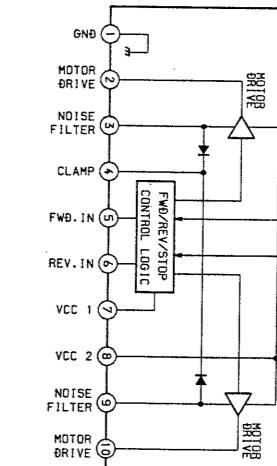 GND 1
MOTOR
DRIVE 2
NOISE
FILTER 3
CLAMP 4
FWD.IN 5
REV.IN 6
VCC 1 7
VCC 2 8
NOISE
FILTER 9
MOTOR
DRIVE 10
MOTOR
DRIVE
FWD/REV/STOP
CONTROL LOGIC
MOTOR
DRIVE